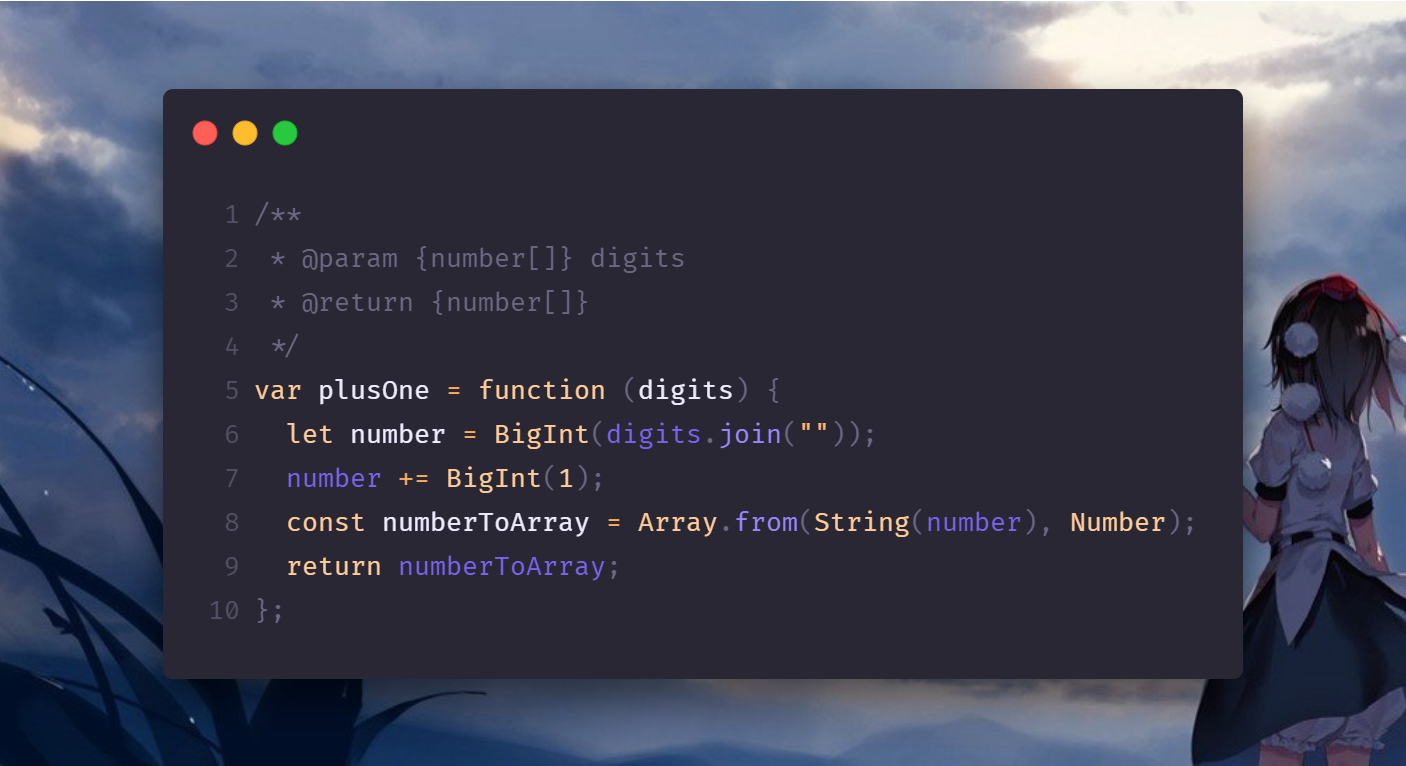 1 /**
2  * @param {number[]} digits
3  * @return {number[]}
4  */
5 var plusOne = function (digits) {
6   let number = BigInt(digits.join(""));
7   number += BigInt(1);
8   const numberToArray = Array.from(String(number), Number);
9   return numberToArray;
10 };